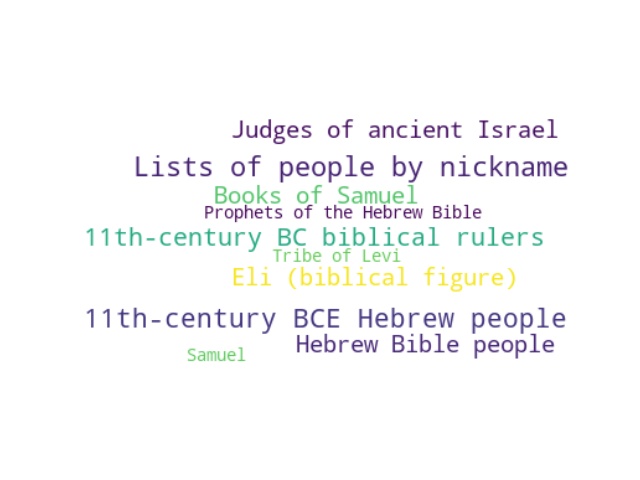 Judges of ancient Israel
Lists of people by nickname
Books of Samuel
Prophets of the Hebrew Bible
11th-century BC biblical rulers
Tribe of Levi
Eli (biblical figure)
11th-century BCE Hebrew people
Hebrew Bible people
Samuel